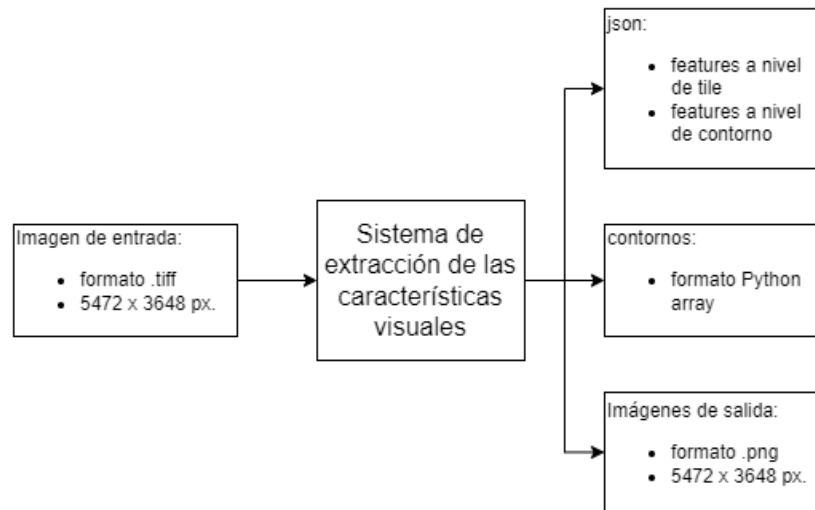 Imagen de entrada:
• formato .tiff
• 5472 x 3648 px.
Sistema de
extracción de las
características
visuales
json:
• features a nivel
de tile
• features a nivel
de contorno
contornos:
• formato Python
array
Imágenes de salida:
• formato .png
• 5472 x 3648 px.